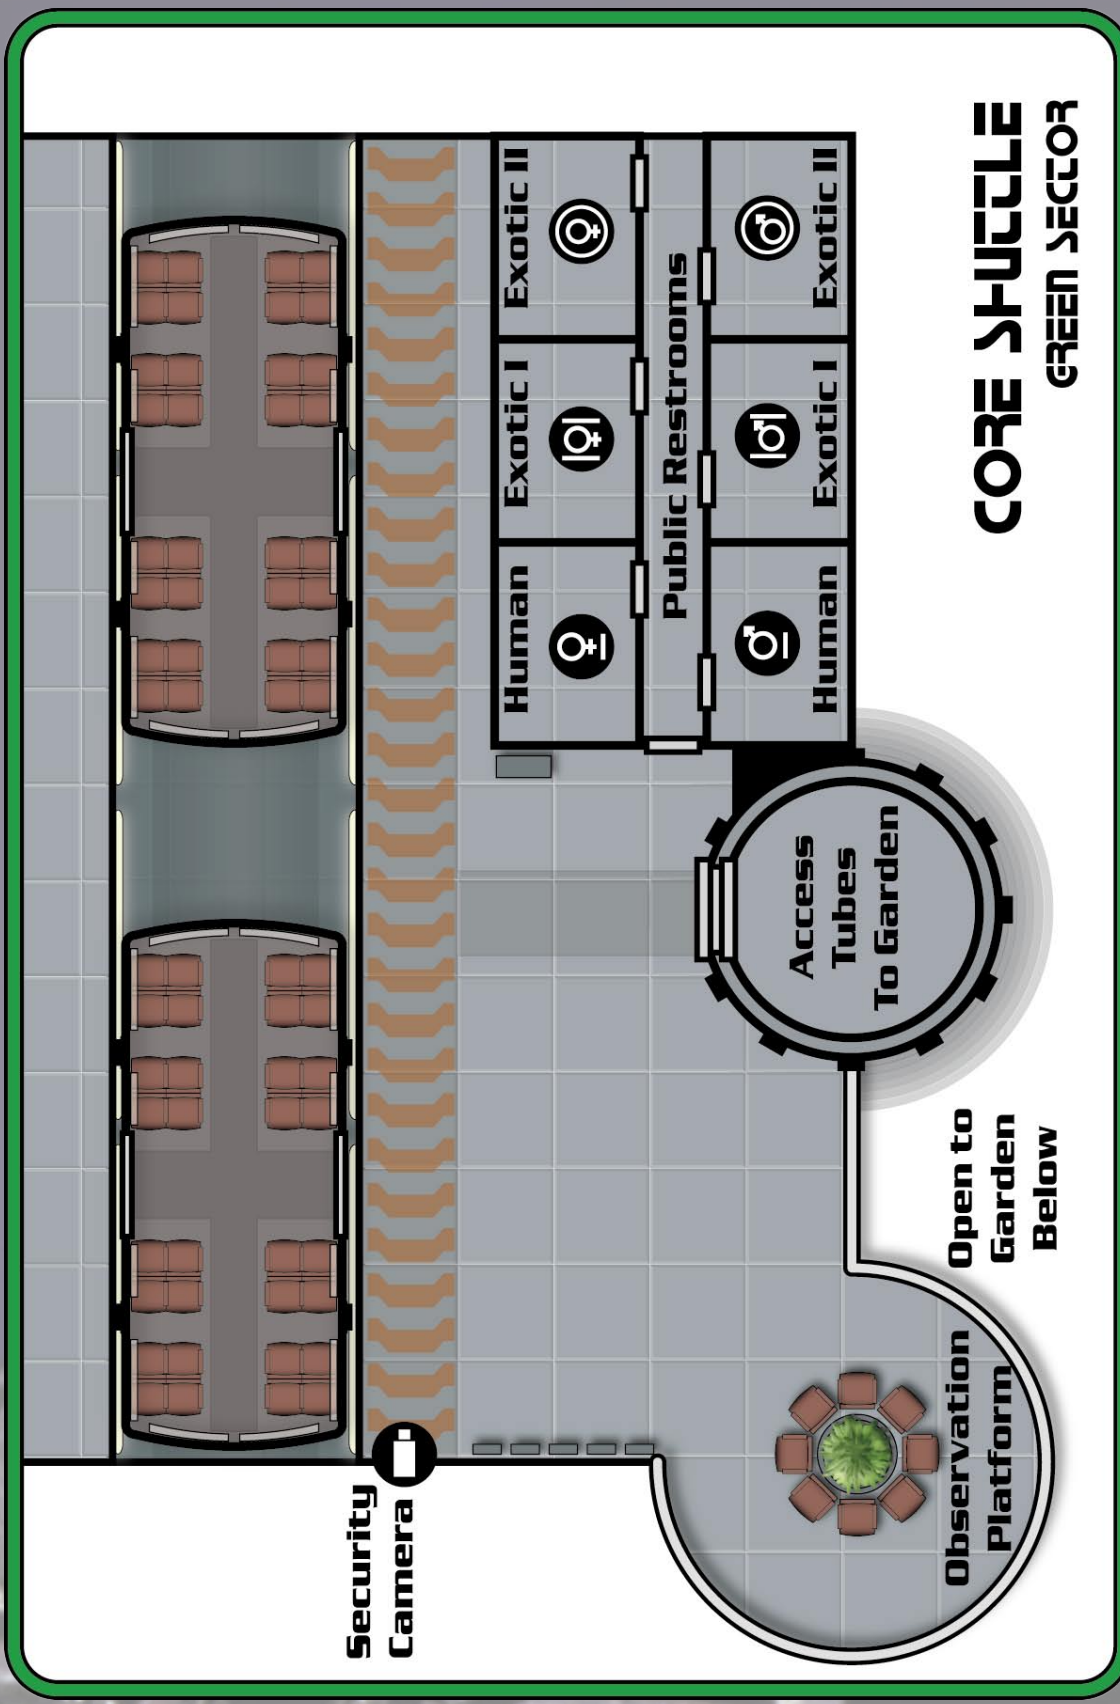 CORE SHUTTLE
GREEN SECTOR
Security
Camera
Human
Exotic I
Exotic II
Public Restrooms
Human
Exotic I
Exotic II
Access
Tubes
To Garden
Open to
Garden
Below
Observation
Platform